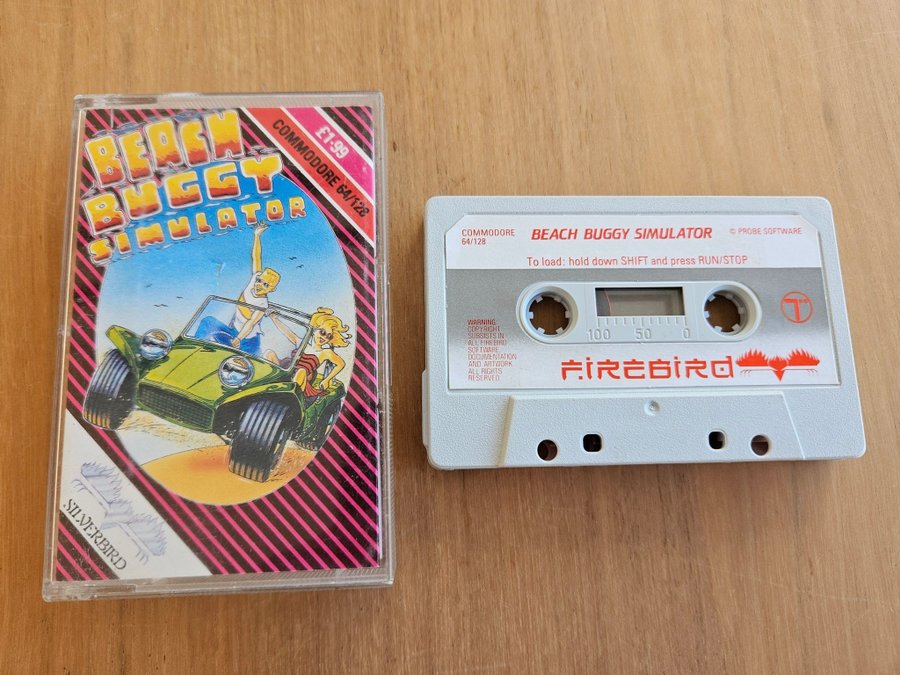 BEACH
BUGGY
SIMULATOR
£1.99
COMMODORE 64/128
SILVERBIRD
COMMODORE
64/128
BEACH BUGGY SIMULATOR
© PROBE SOFTWARE
To load: hold down SHIFT and press RUN/STOP
WARNING:
COPYRIGHT
SUBSISTS IN
ALL FIREBIRD
SOFTWARE
DOCUMENTATION
AND ARTWORK
ALL RIGHTS
RESERVED
100 50 0
FIREBIRD